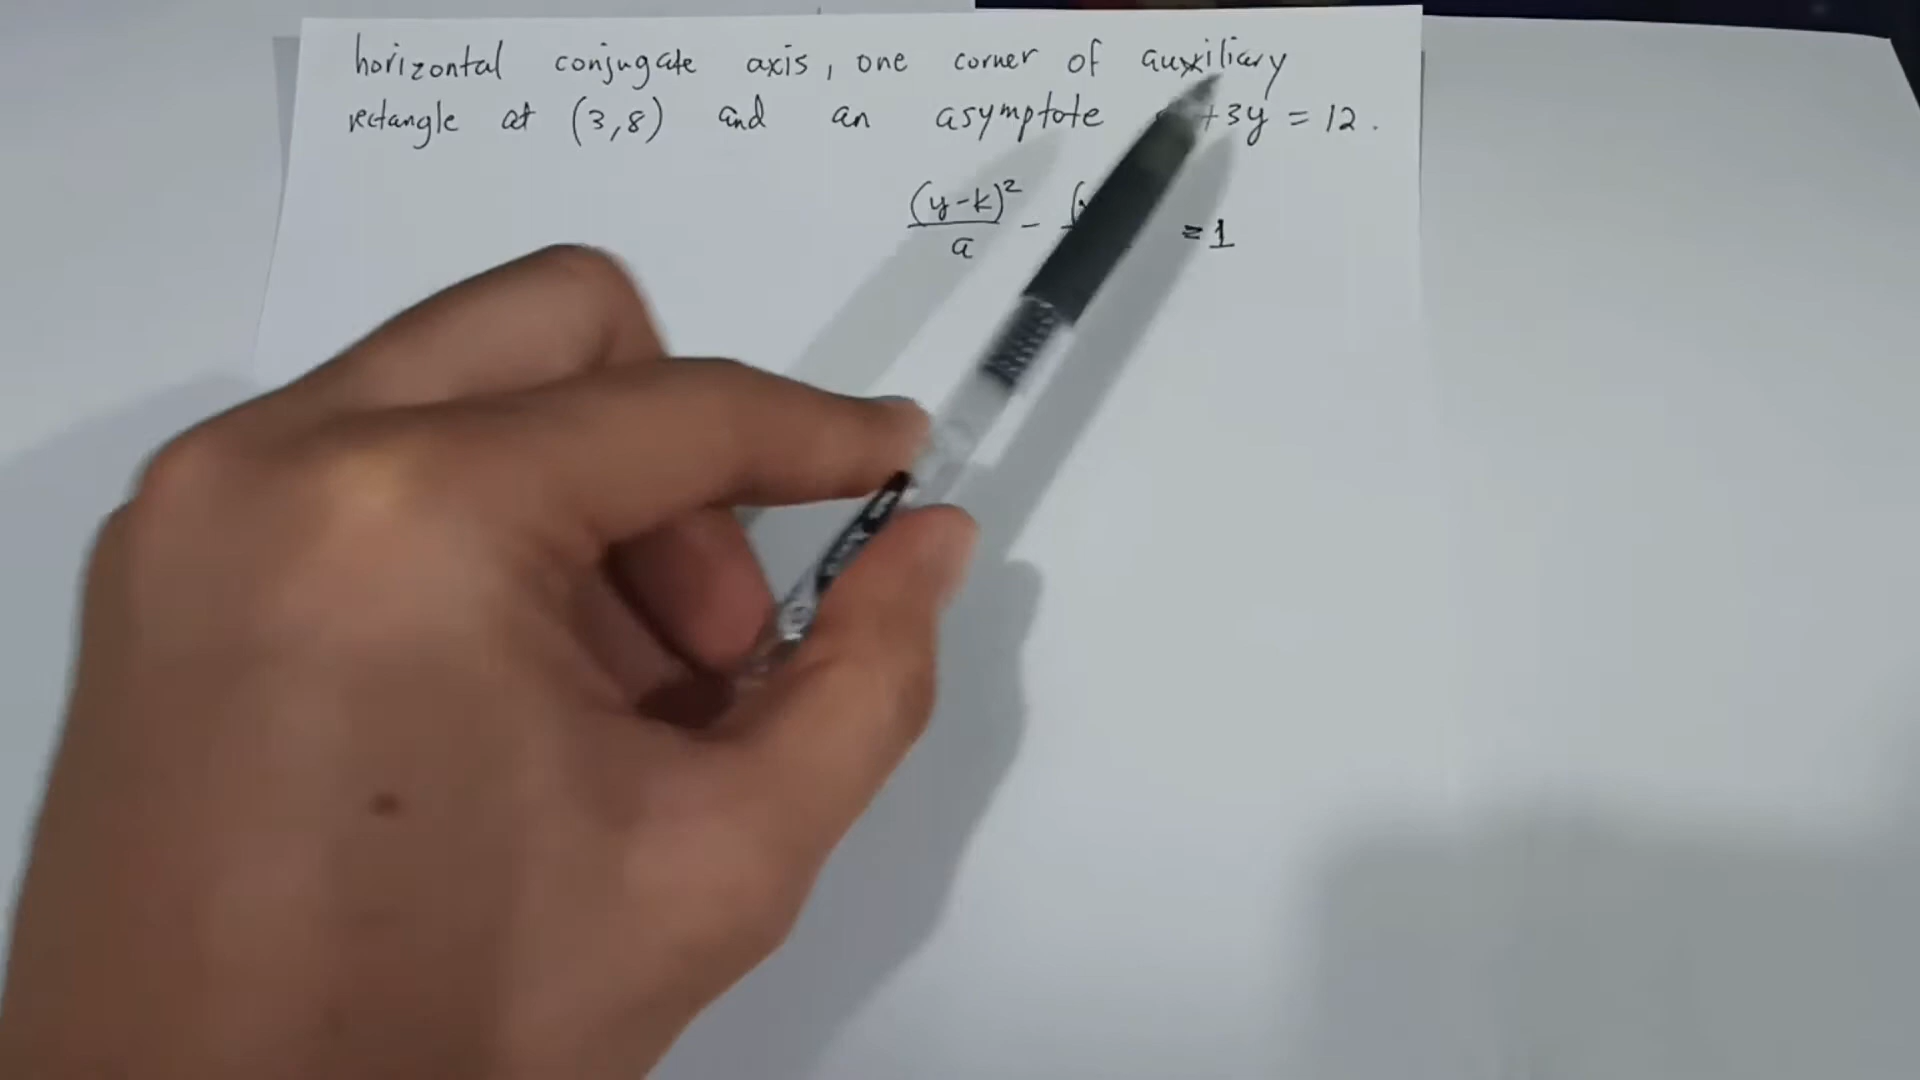 horizontal conjugate axis, one corner of auxiliary
rectangle at (3,8) and an asymptote +3y = 12.
(y-k)²
a
-
=1